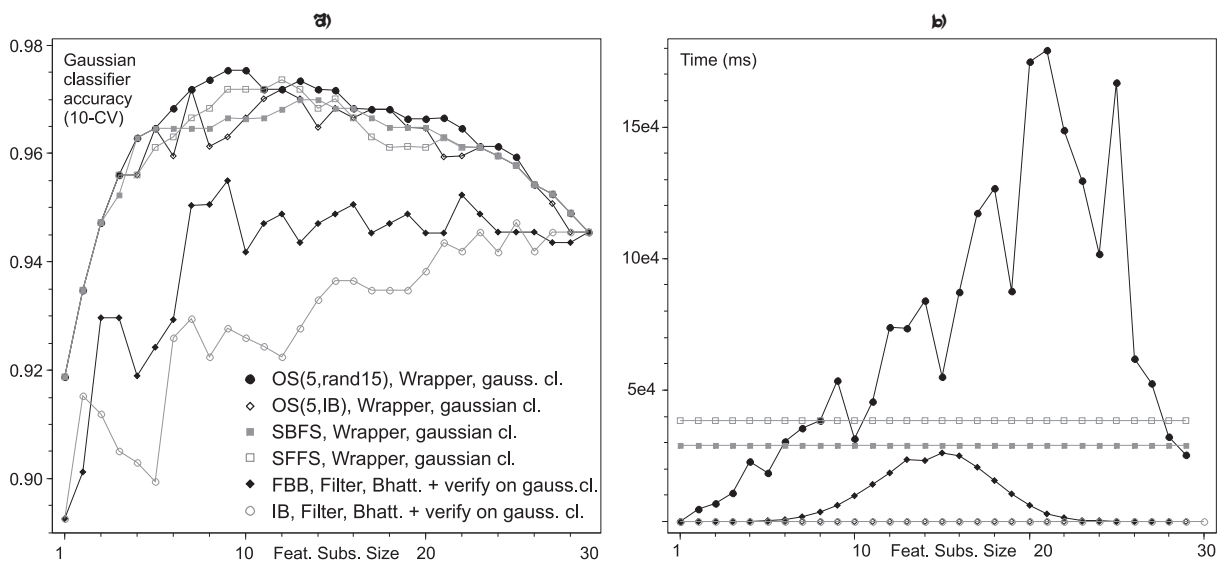 a)
b)
0.98
Gaussian
classifier
accuracy
(10-CV)
0.96
0.94
0.92
0.90
OS(5,rand15), Wrapper, gauss. cl.
OS(5,IB), Wrapper, gaussian cl.
SBFS, Wrapper, gaussian cl.
SFFS, Wrapper, gaussian cl.
FBB, Filter, Bhatt. + verify on gauss.cl.
IB, Filter, Bhatt. + verify on gauss. cl.
1
10
Feat. Subs. Size
20
30
Time (ms)
15e4
10e4
5e4
1
10
Feat. Subs. Size
20
30